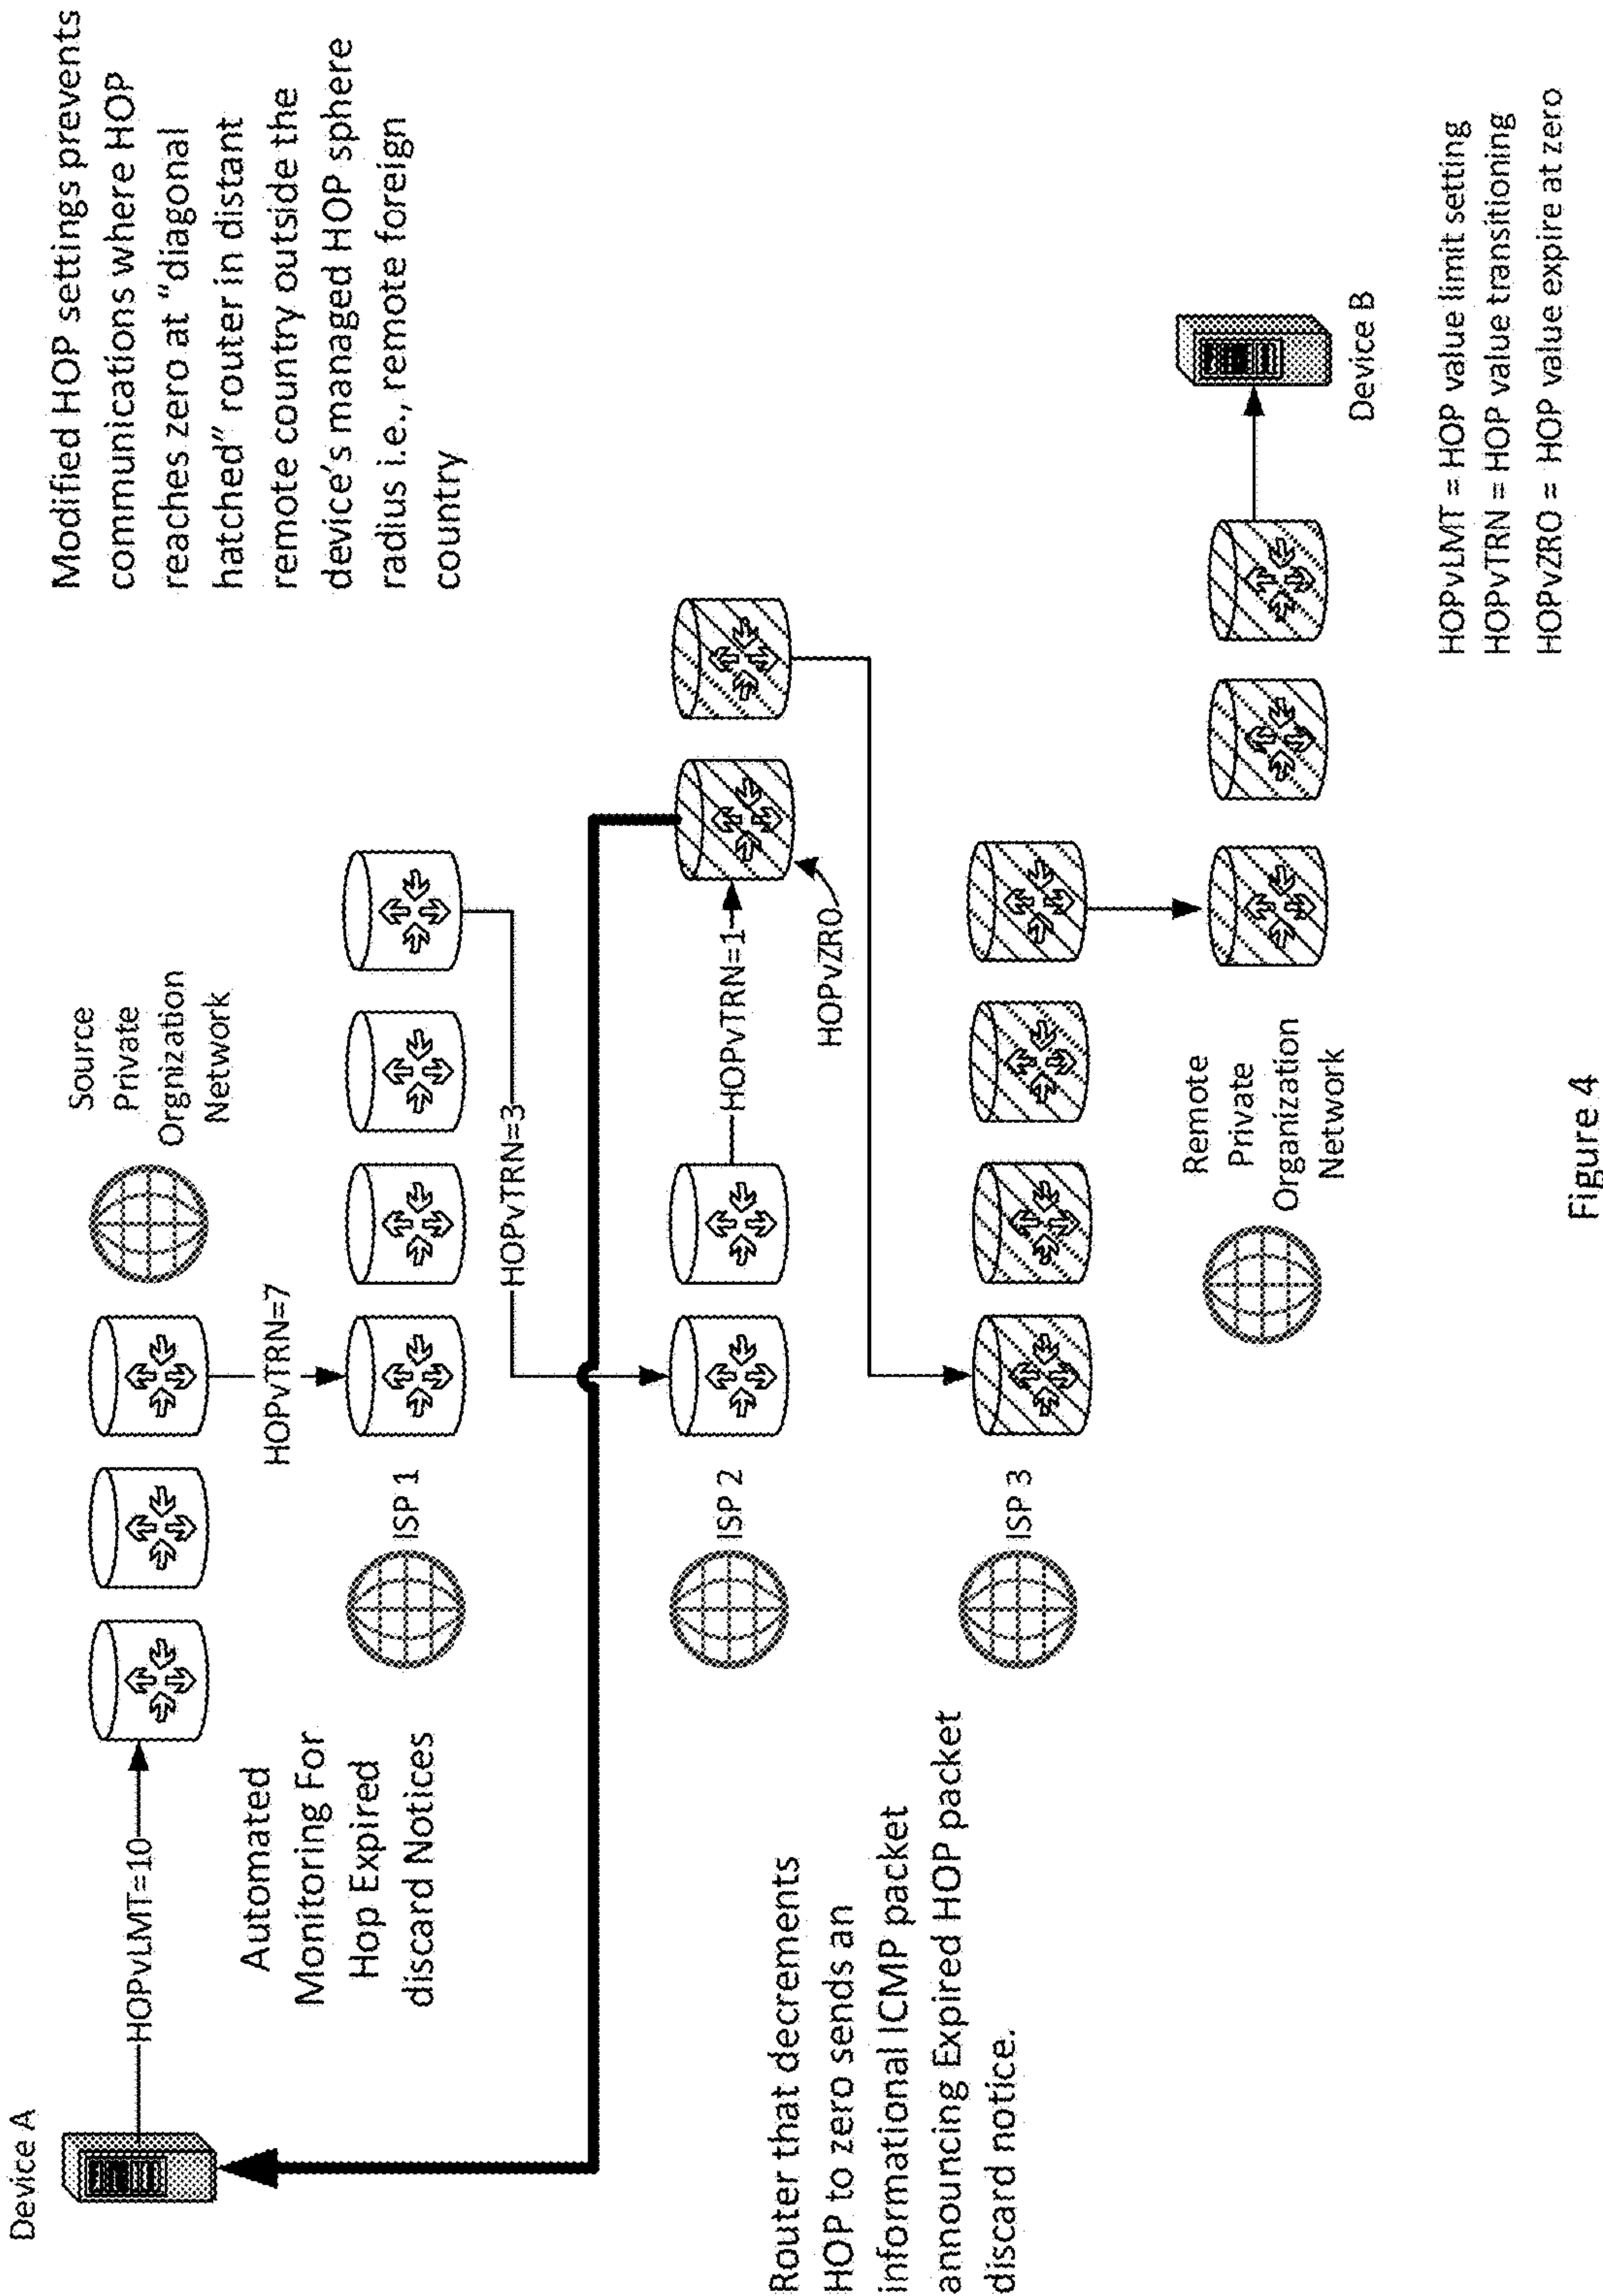 Device A
HOPvLMT=10
Source
Private
Orgnization
Network
Modified HOP settings prevents
communications where HOP
reaches zero at "diagonal
hatched" router in distant
remote country outside the
device's managed HOP sphere
radius i.e., remote foreign
country
HOPvTRN=7
Automated
Monitoring For
Hop Expired
discard Notices
ISP 1
HOPvTRN=3
ISP 2
HOPvTRN=1
HOPvZRO
Router that decrements
HOP to zero sends an
informational ICMP packet
announcing Expired HOP packet
discard notice.
ISP 3
Remote
Private
Organization
Network
Device B
HOPvLMT = HOP value limit setting
HOPvTRN = HOP value transitioning
HOPvZRO = HOP value expire at zero
Figure 4